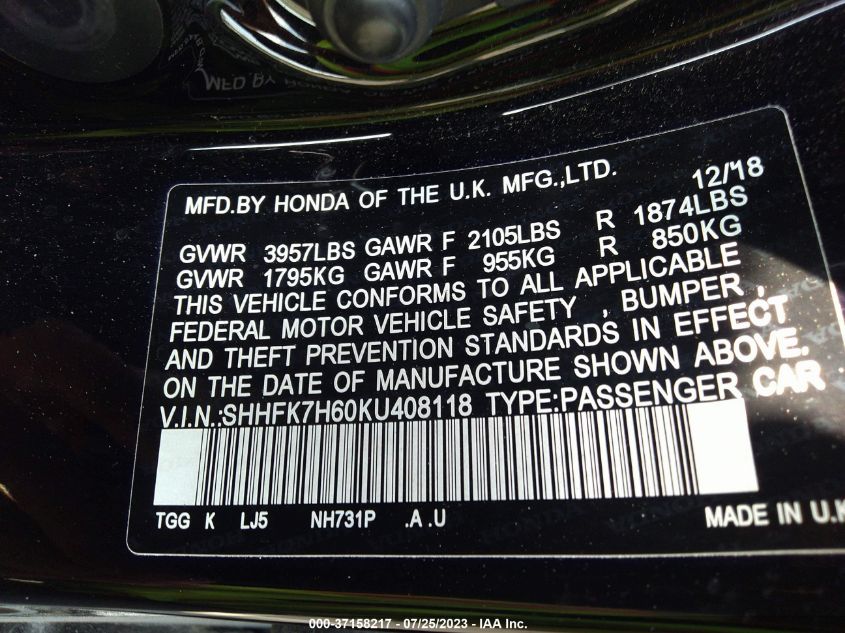 MFD.BY HONDA OF THE U.K. MFG.,LTD. 12/18
GVWR 3957LBS GAWR F 2105LBS R 1874LBS
GVWR 1795KG GAWR F 955KG R 850KG
THIS VEHICLE CONFORMS TO ALL APPLICABLE
FEDERAL MOTOR VEHICLE SAFETY , BUMPER ,
AND THEFT PREVENTION STANDARDS IN EFFECT
ON THE DATE OF MANUFACTURE SHOWN ABOVE.
V.I.N.:SHHFK7H60KU408118 TYPE:PASSENGER CAR
TGG K LJ5 NH731P .A .U MADE IN U.K
000-37158217 - 07/25/2023 - IAA Inc.